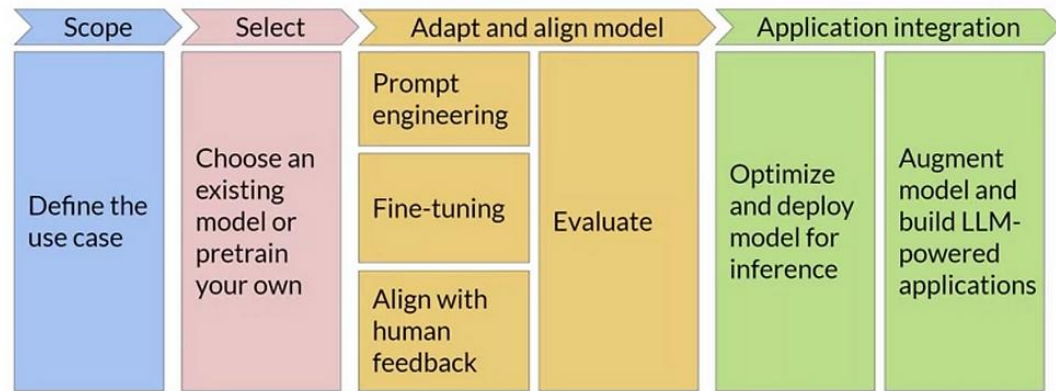 Scope
Select
Adapt and align model
Application integration
Define the
use case
Choose an
existing
model or
pretrain
your own
Prompt
engineering
Fine-tuning
Align with
human
feedback
Evaluate
Optimize
and deploy
model for
inference
Augment
model and
build LLM-
powered
applications